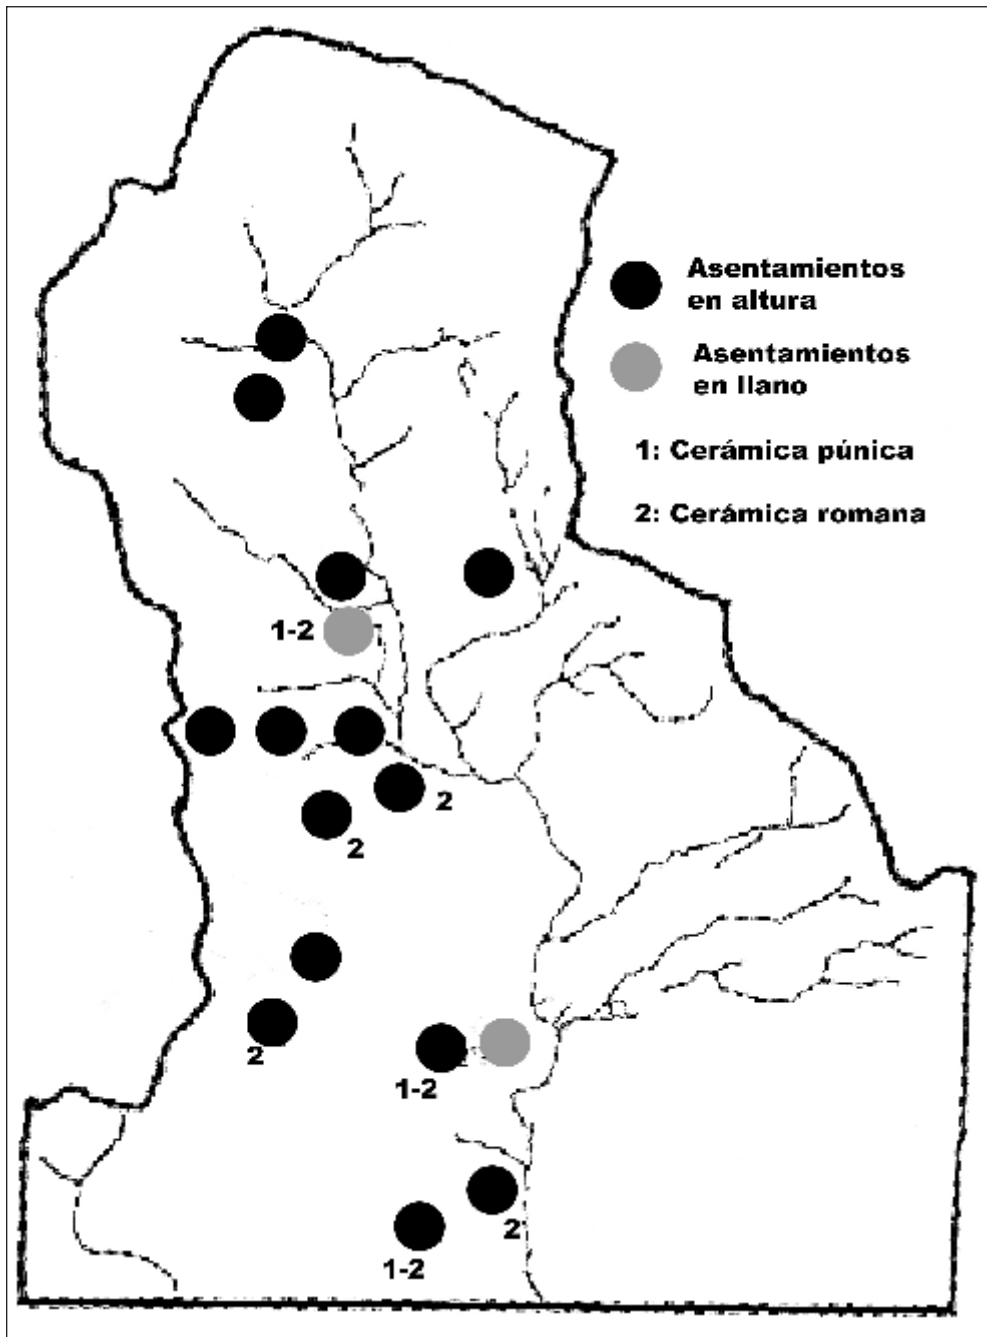 Asentamientos
en altura
Asentamientos
en llano
1: Cerámica púnica
2: Cerámica romana
1-2
2
2
2
1-2
2
1-2